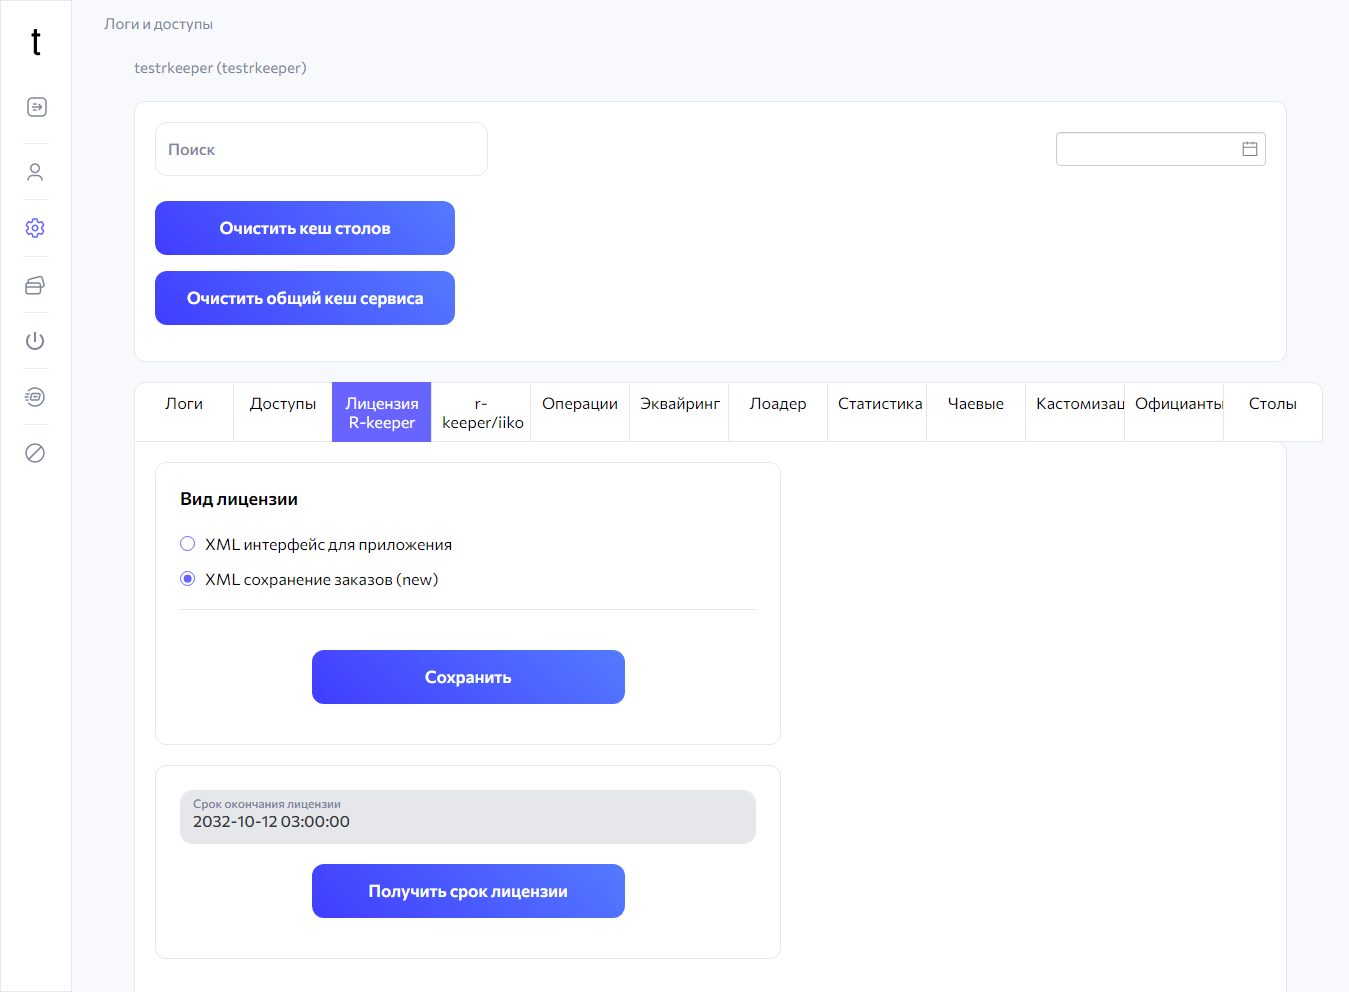 t
Логи и доступы
testrkeeper (testrkeeper)
Поиск
Очистить кеш столов
Очистить общий кеш сервиса
Логи
Доступы
Лицензия
R-keeper
r-
keeper/iiko
Операции
Эквайринг
Лоадер
Статистика
Чаевые
Кастомизац
Официанты
Столы
Вид лицензии
XML интерфейс для приложения
XML сохранение заказов (new)
Сохранить
Срок окончания лицензии
2032-10-12 03:00:00
Получить срок лицензии